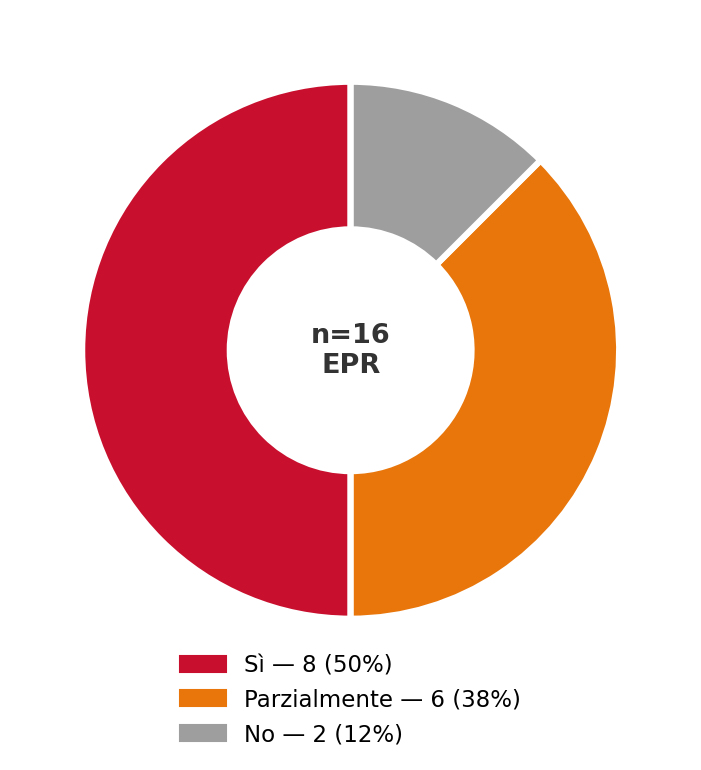 n=16
EPR
Sì — 8 (50%)
Parzialmente — 6 (38%)
No — 2 (12%)